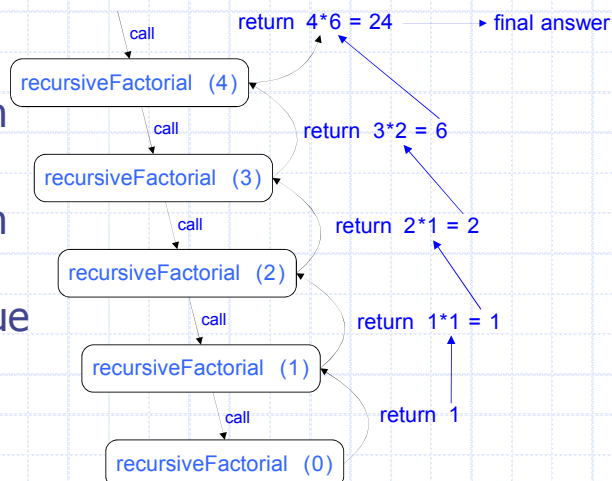 call
return 4*6 = 24
final answer
recursiveFactorial (4)
call
return 3*2 = 6
recursiveFactorial (3)
call
return 2*1 = 2
recursiveFactorial (2)
call
return 1*1 = 1
recursiveFactorial (1)
call
return 1
recursiveFactorial (0)